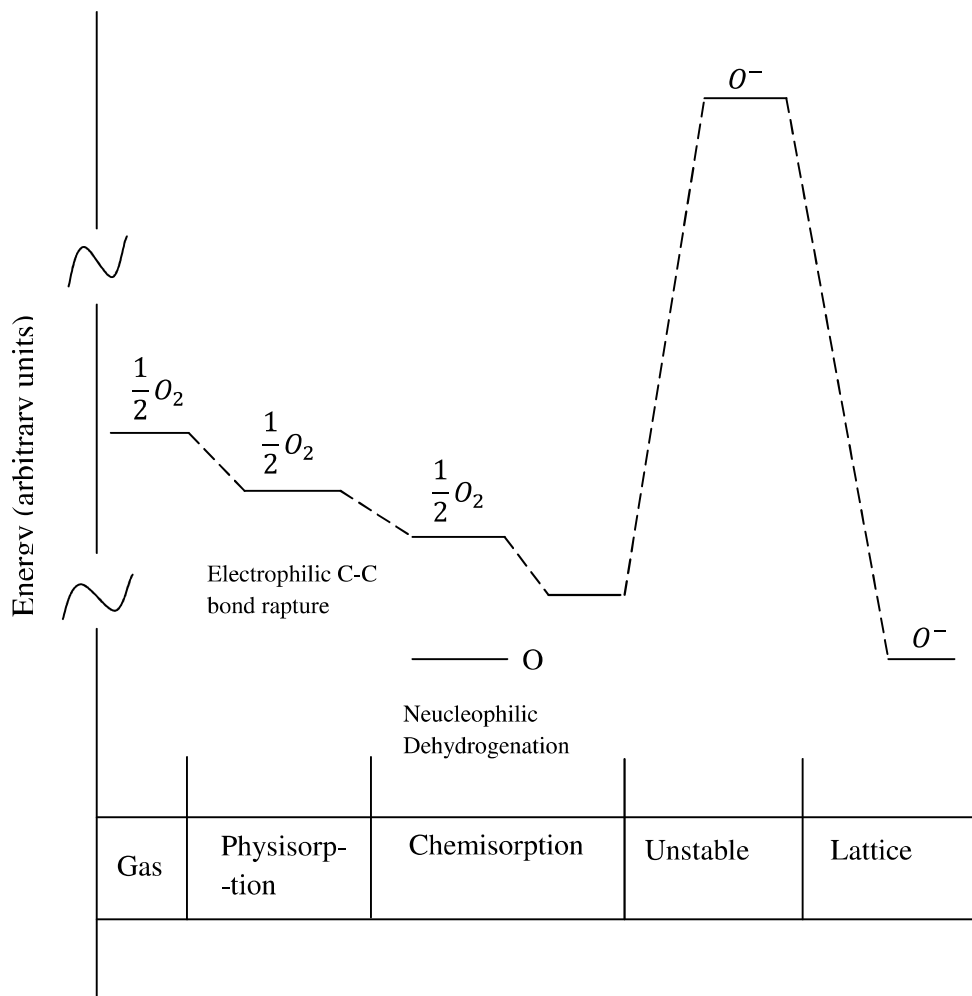 O⁻
Energy (arbitrary units)
1/2 O₂
1/2 O₂
1/2 O₂
Electrophilic C-C
bond rapture
O⁻
O
Neucleophilic
Dehydrogenation
Gas
Physisorp-
-tion
Chemisorption
Unstable
Lattice